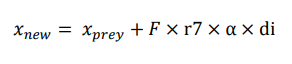 x_new = x_prey + F × r7 × α × di